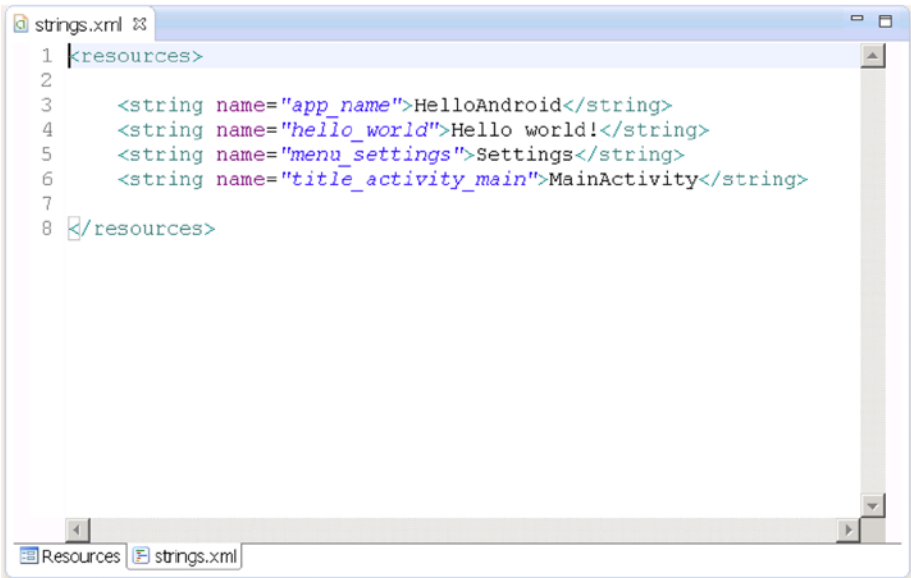 strings.xml
1 <resources>
2
3 <string name="app_name">HelloAndroid</string>
4 <string name="hello_world">Hello world!</string>
5 <string name="menu_settings">Settings</string>
6 <string name="title_activity_main">MainActivity</string>
7
8 </resources>
Resources strings.xml